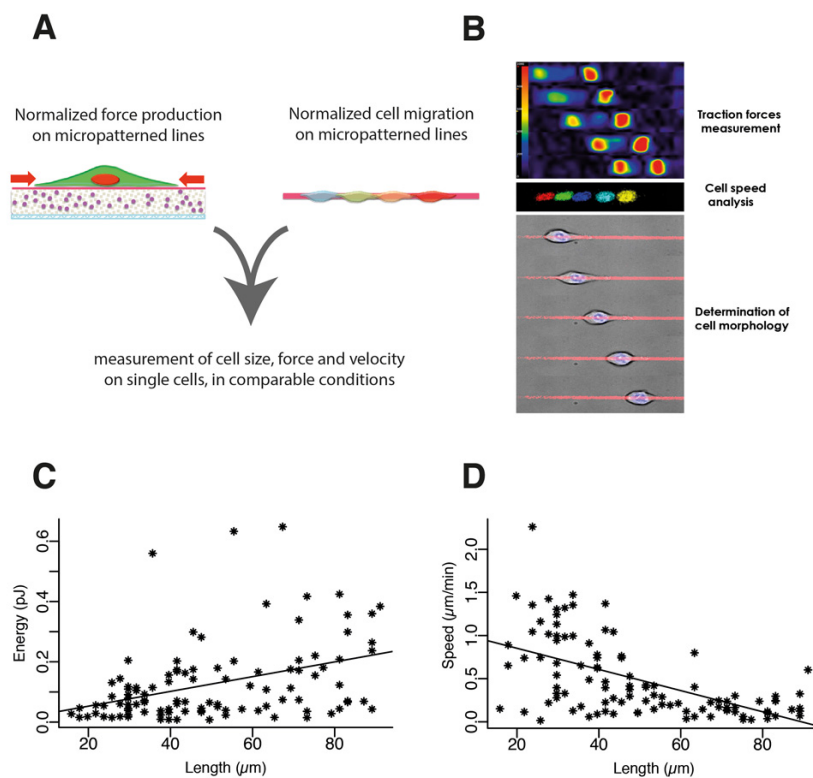 A
B
Normalized force production
on micropatterned lines
Normalized cell migration
on micropatterned lines
measurement of cell size, force and velocity
on single cells, in comparable conditions
Traction forces
measurement
Cell speed
analysis
Determination of
cell morphology
C
Energy (pJ)
0.6
0.4
0.2
0.0
20 40 60 80
Length (µm)
D
Speed (µm/min)
2.0
1.5
1.0
0.5
0.0
20 40 60 80
Length (µm)